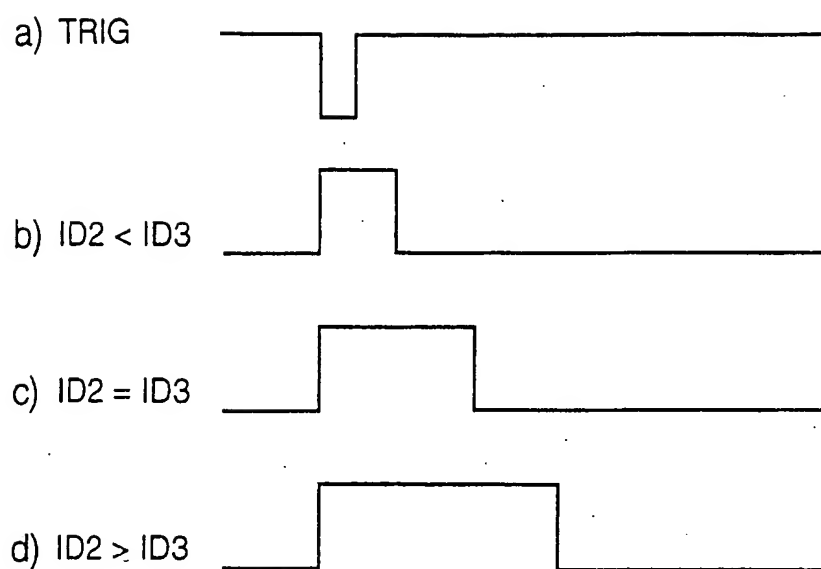 a) TRIG
b) ID2 < ID3
c) ID2 = ID3
d) ID2 > ID3